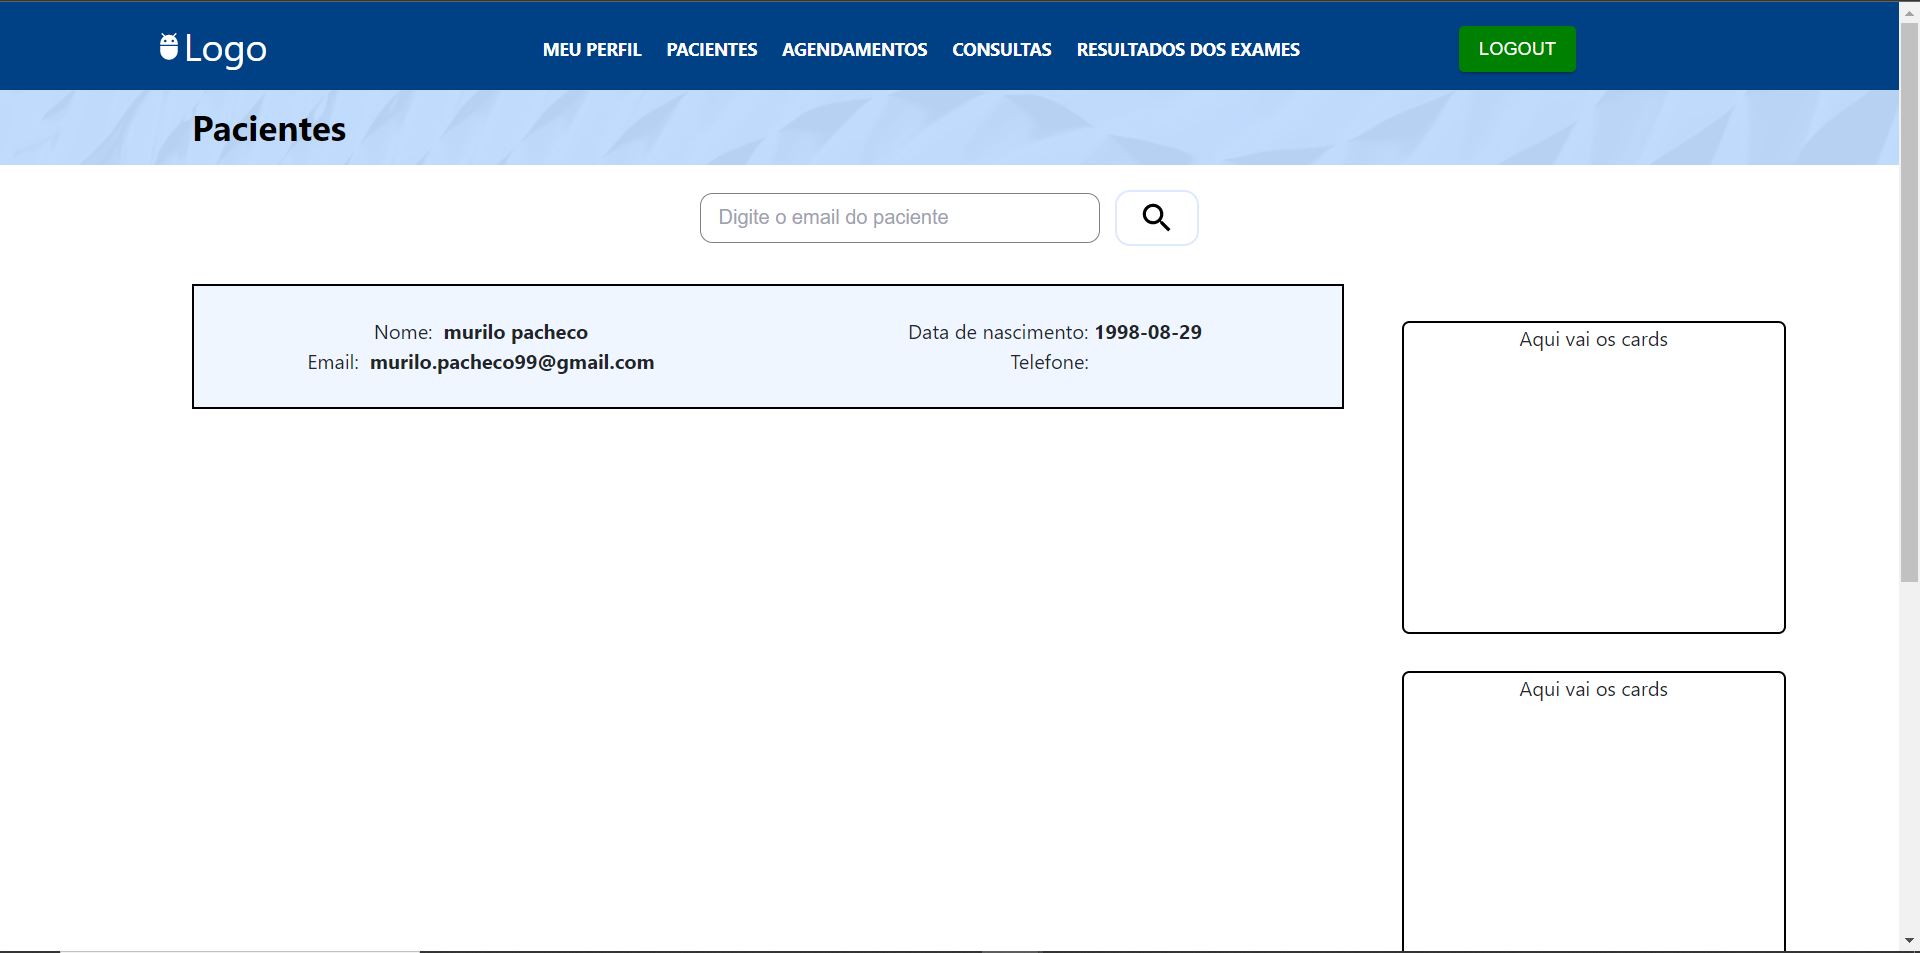 Logo
MEU PERFIL PACIENTES AGENDAMENTOS CONSULTAS RESULTADOS DOS EXAMES
LOGOUT
Pacientes
Digite o email do paciente
Nome: murilo pacheco
Email: murilo.pacheco99@gmail.com
Data de nascimento: 1998-08-29
Telefone:
Aqui vai os cards
Aqui vai os cards